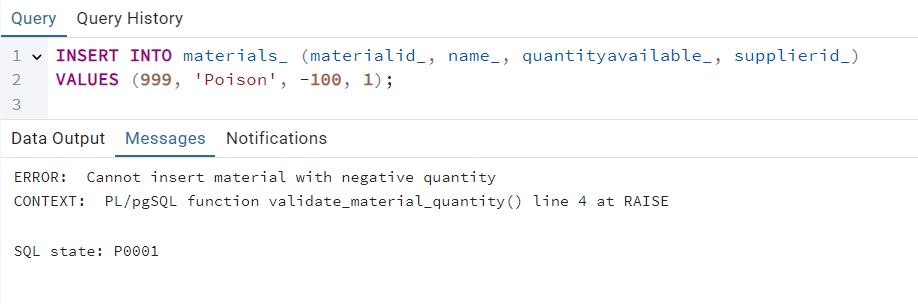 Query Query History
1 INSERT INTO materials_ (materialid_, name_, quantityavailable_, supplierid_)
2 VALUES (999, 'Poison', -100, 1);
3
Data Output Messages Notifications
ERROR:  Cannot insert material with negative quantity
CONTEXT:  PL/pgSQL function validate_material_quantity() line 4 at RAISE
SQL state: P0001